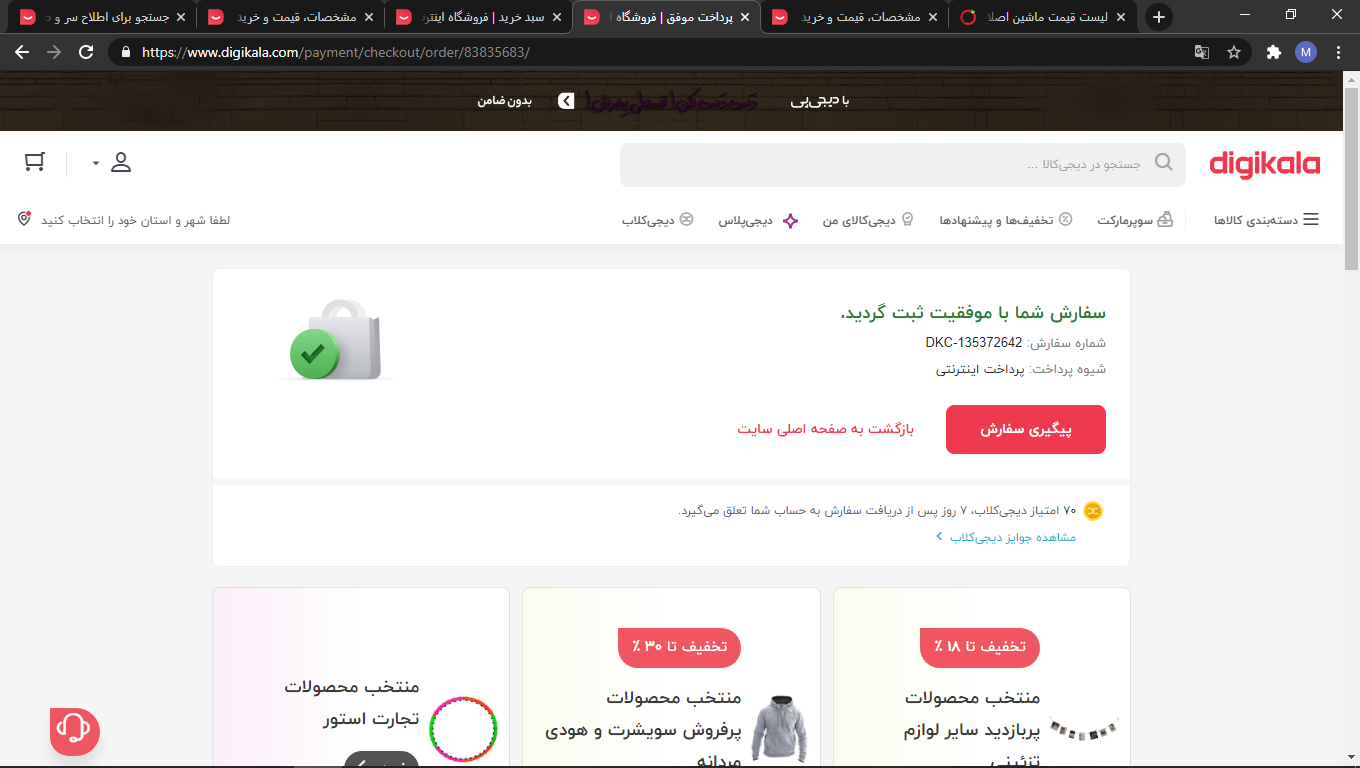 جستجو برای اطلاح سر و
مشخصات، قیمت و خرید
سبد خرید | فروشگاه اینترن
پرداخت موفق | فروشگاه ا
مشخصات، قیمت و خرید
لیست قیمت ماشین اصلا
M
https://www.digikala.com/payment/checkout/order/83835683/
با دیجی‌پی
بدون ضامن
digikala
جستجو در دیجی‌کالا ...
دسته‌بندی کالاها
سوپرمارکت
تخفیف‌ها و پیشنهادها
دیجی‌کالای من
دیجی‌پلاس
دیجی‌کلاب
لطفا شهر و استان خود را انتخاب کنید
سفارش شما با موفقیت ثبت گردید.
شماره سفارش: DKC-135372642
شیوه پرداخت: پرداخت اینترنتی
پیگیری سفارش
بازگشت به صفحه اصلی سایت
۷۰ امتیاز دیجی‌کلاب، ۷ روز پس از دریافت سفارش به حساب شما تعلق می‌گیرد.
مشاهده جوایز دیجی‌کلاب
تخفیف تا ۱۸ ٪
منتخب محصولات
پربازدید سایر لوازم
تزئینی
تخفیف تا ۳۰ ٪
منتخب محصولات
پرفروش سویشرت و هودی
مردانه
منتخب محصولات
تجارت استور